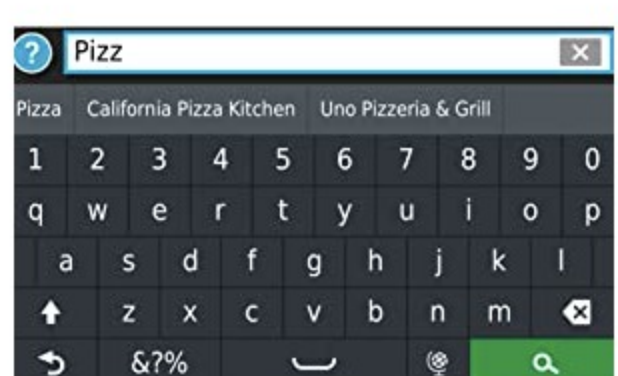 ? Pizz
Pizza California Pizza Kitchen Uno Pizzeria & Grill
1 2 3 4 5 6 7 8 9 0
q w e r t y u i o p
a s d f g h j k l
z x c v b n m
&?%